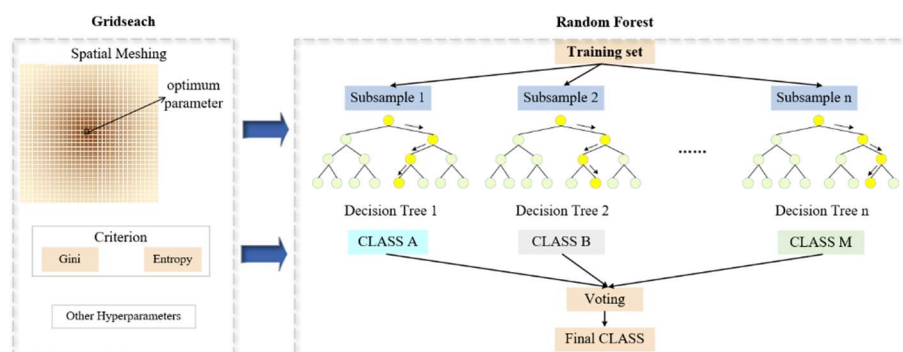 Gridseach
Random Forest
Spatial Meshing
optimum
parameter
Criterion
Gini
Entropy
Other Hyperparameters
Training set
Subsample 1
Subsample 2
Subsample n
......
Decision Tree 1
Decision Tree 2
Decision Tree n
CLASS A
CLASS B
CLASS M
Voting
Final CLASS